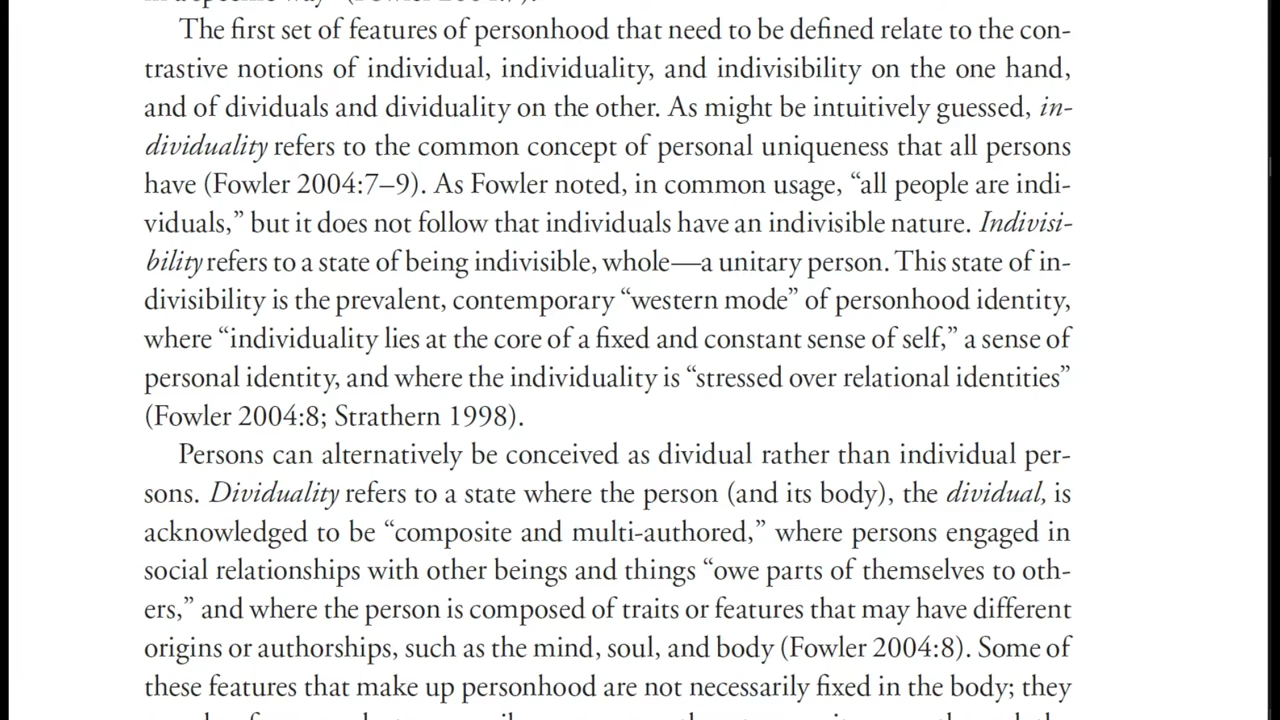 The first set of features of personhood that need to be defined relate to the con-
trastive notions of individual, individuality, and indivisibility on the one hand,
and of dividuals and dividuality on the other. As might be intuitively guessed, in-
dividuality refers to the common concept of personal uniqueness that all persons
have (Fowler 2004:7–9). As Fowler noted, in common usage, “all people are indi-
viduals,” but it does not follow that individuals have an indivisible nature. Indivisi-
bility refers to a state of being indivisible, whole—a unitary person. This state of in-
divisibility is the prevalent, contemporary “western mode” of personhood identity,
where “individuality lies at the core of a fixed and constant sense of self,” a sense of
personal identity, and where the individuality is “stressed over relational identities”
(Fowler 2004:8; Strathern 1998).
Persons can alternatively be conceived as dividual rather than individual per-
sons. Dividuality refers to a state where the person (and its body), the dividual, is
acknowledged to be “composite and multi-authored,” where persons engaged in
social relationships with other beings and things “owe parts of themselves to oth-
ers,” and where the person is composed of traits or features that may have different
origins or authorships, such as the mind, soul, and body (Fowler 2004:8). Some of
these features that make up personhood are not necessarily fixed in the body; they